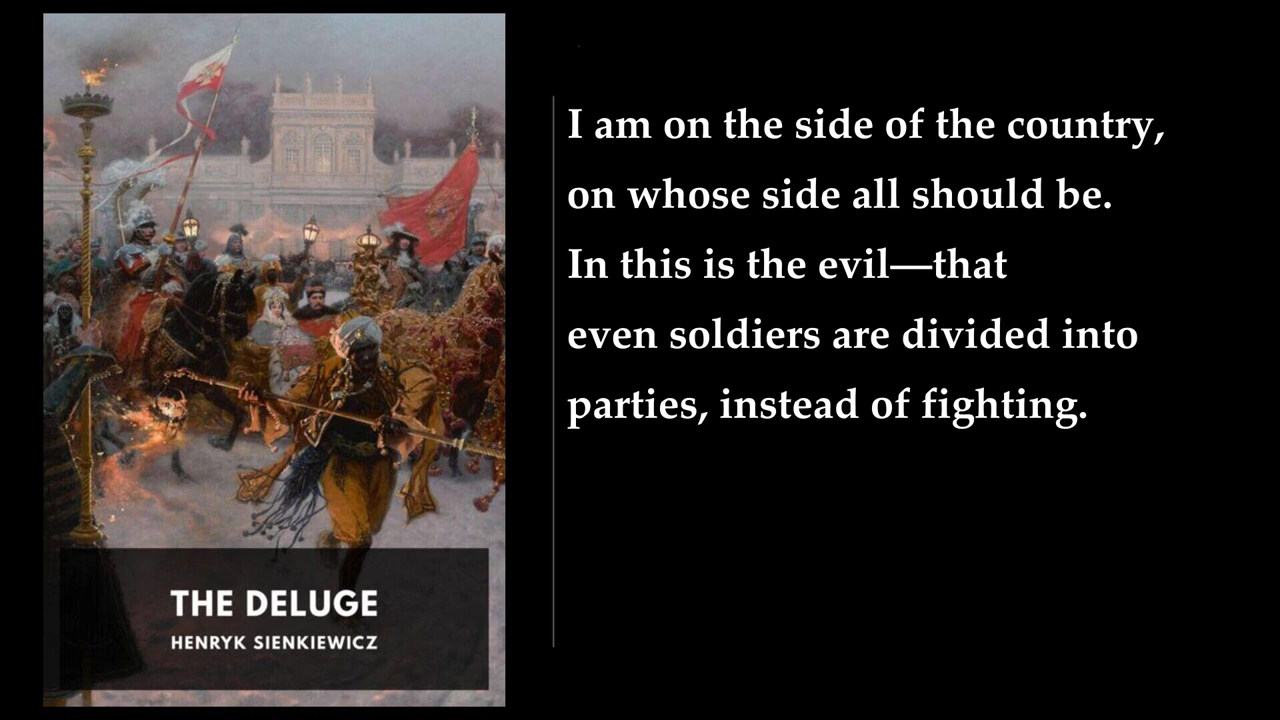 THE DELUGE
HENRYK SIENKIEWICZ
I am on the side of the country,
on whose side all should be.
In this is the evil—that
even soldiers are divided into
parties, instead of fighting.